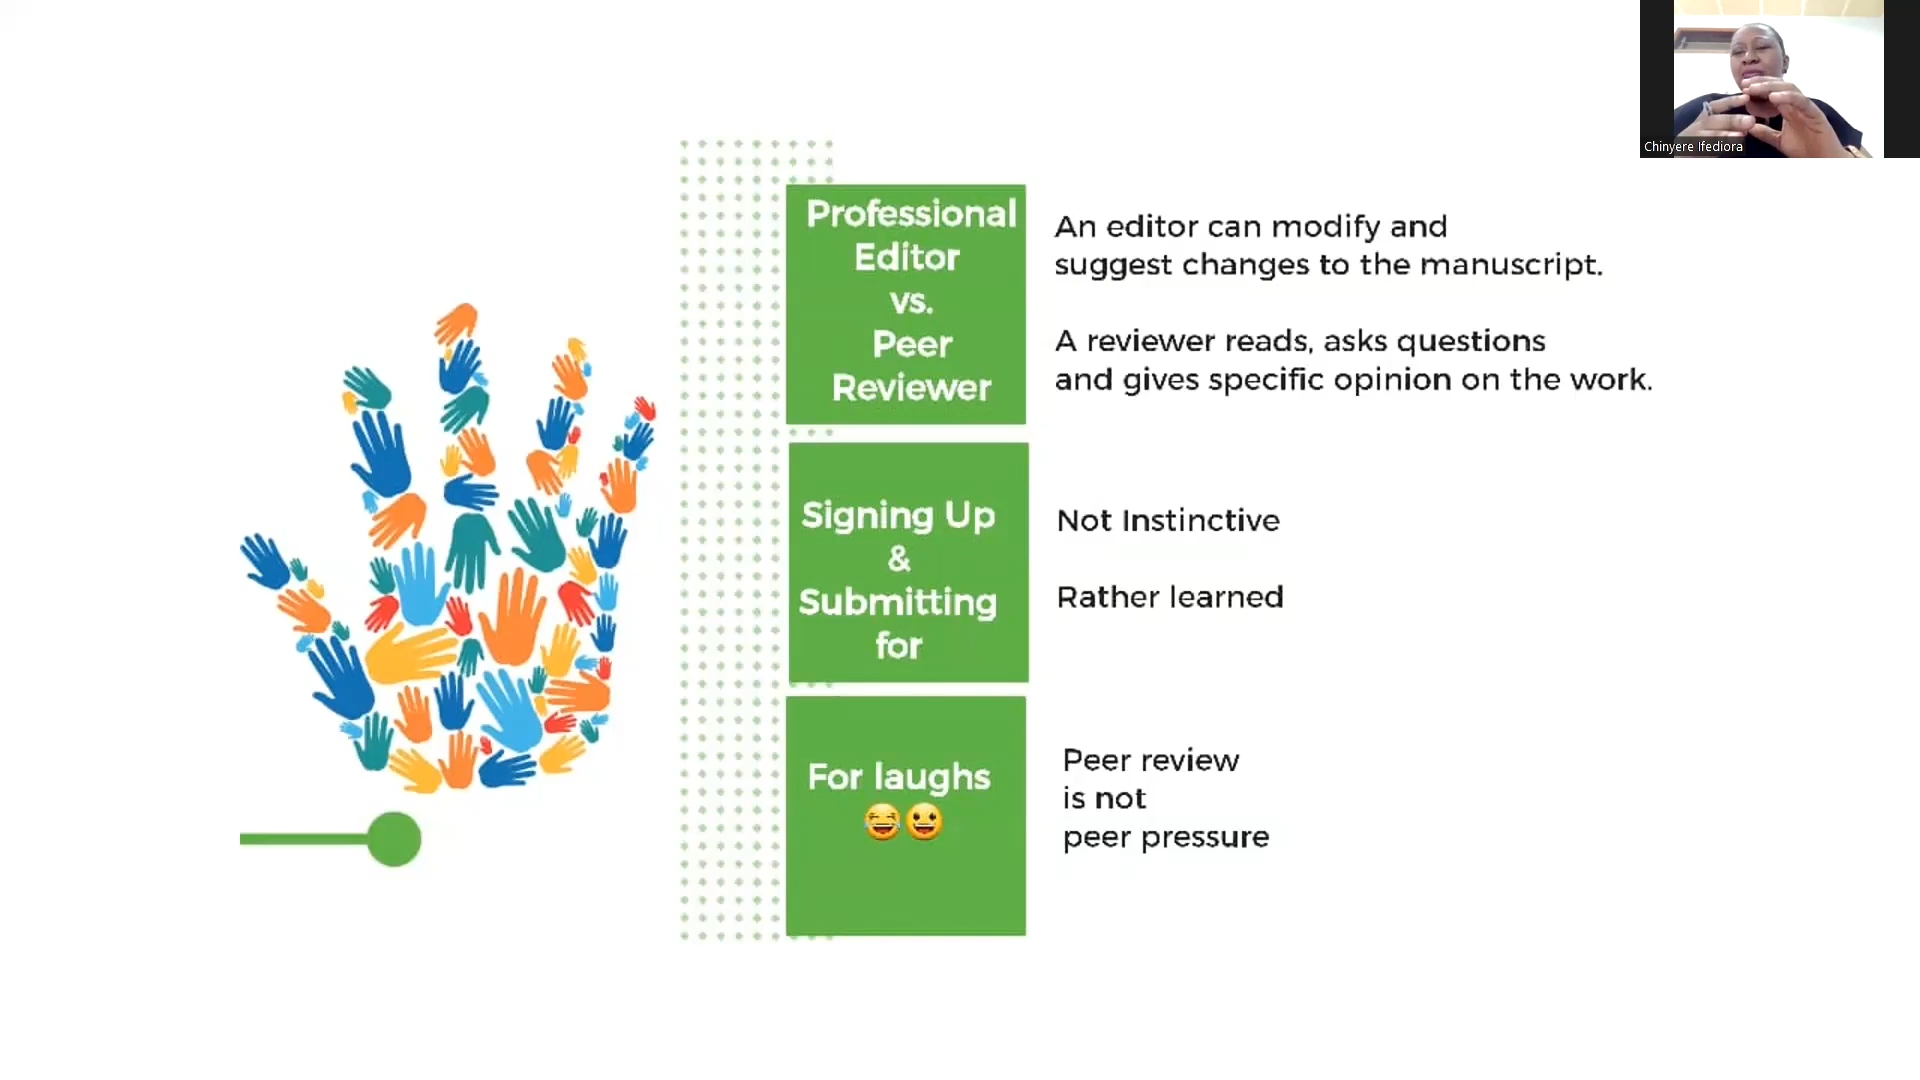 Chinyere Ifediora
Professional
Editor
vs.
Peer
Reviewer
An editor can modify and
suggest changes to the manuscript.
A reviewer reads, asks questions
and gives specific opinion on the work.
Signing Up
&
Submitting
for
Not Instinctive
Rather learned
For laughs
😂😀
Peer review
is not
peer pressure